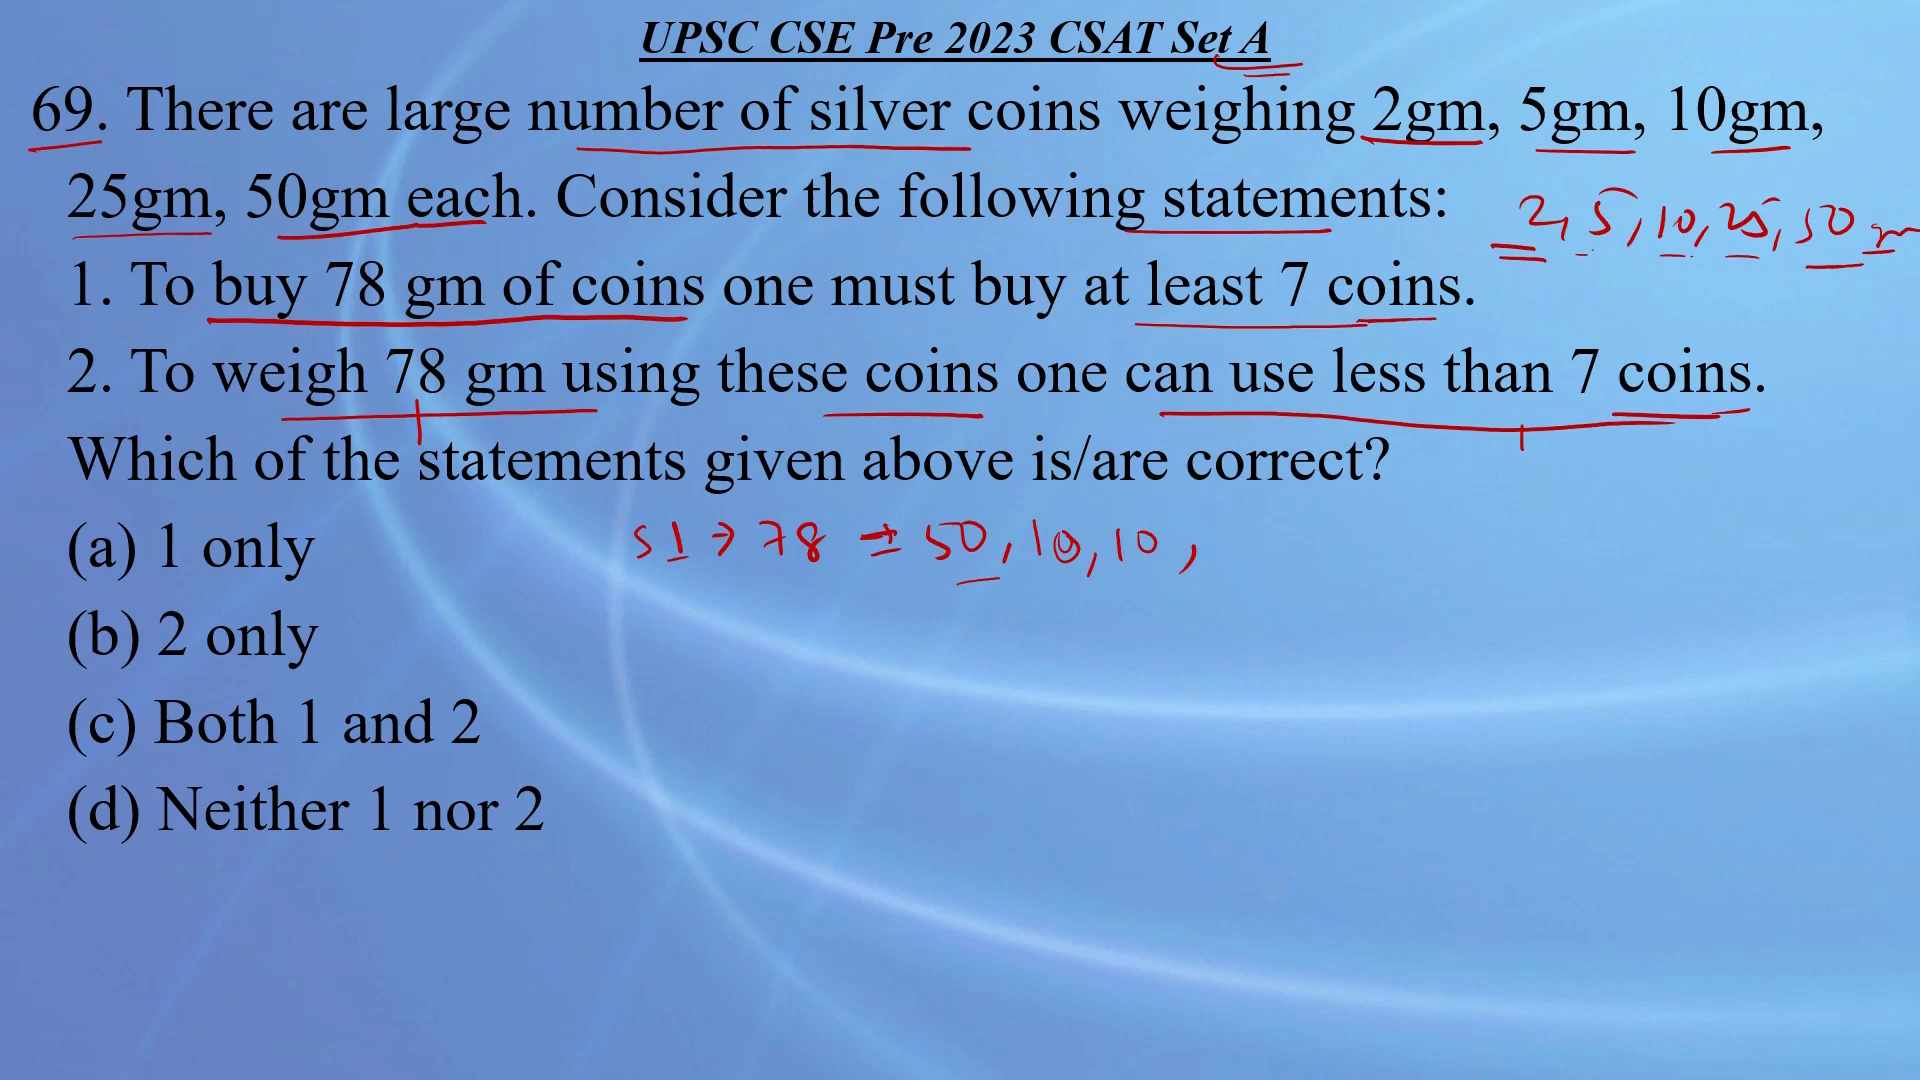 UPSC CSE Pre 2023 CSAT Set A
69. There are large number of silver coins weighing 2gm, 5gm, 10gm,
25gm, 50gm each. Consider the following statements:
2, 5, 10, 25, 50 gm
1. To buy 78 gm of coins one must buy at least 7 coins.
2. To weigh 78 gm using these coins one can use less than 7 coins.
Which of the statements given above is/are correct?
(a) 1 only
S1 → 78 = 50, 10, 10,
(b) 2 only
(c) Both 1 and 2
(d) Neither 1 nor 2